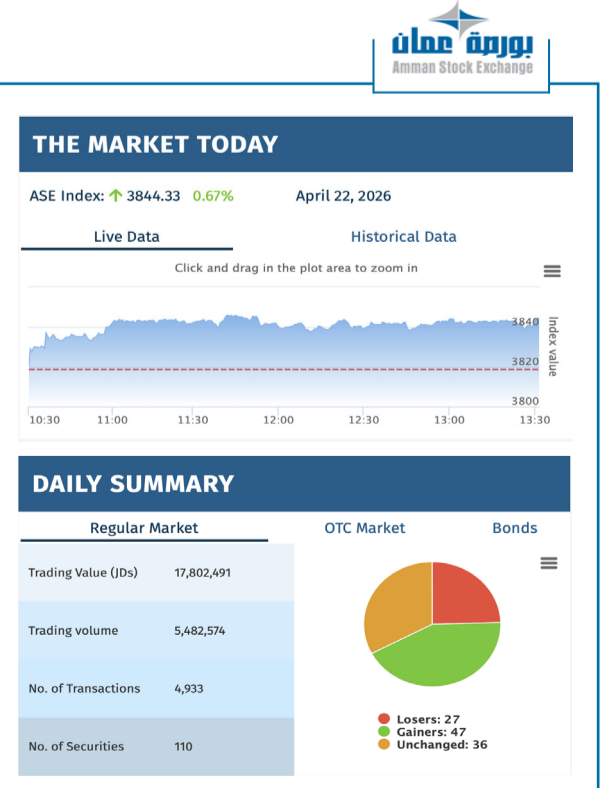 بورصة عمان
Amman Stock Exchange
THE MARKET TODAY
ASE Index: ↑ 3844.33 0.67% April 22, 2026
Live Data Historical Data
Click and drag in the plot area to zoom in
3840
3820
3800
Index value
10:30 11:00 11:30 12:00 12:30 13:00 13:30
DAILY SUMMARY
Regular Market OTC Market Bonds
Trading Value (JDs) 17,802,491
Trading volume 5,482,574
No. of Transactions 4,933
No. of Securities 110
Losers: 27
Gainers: 47
Unchanged: 36